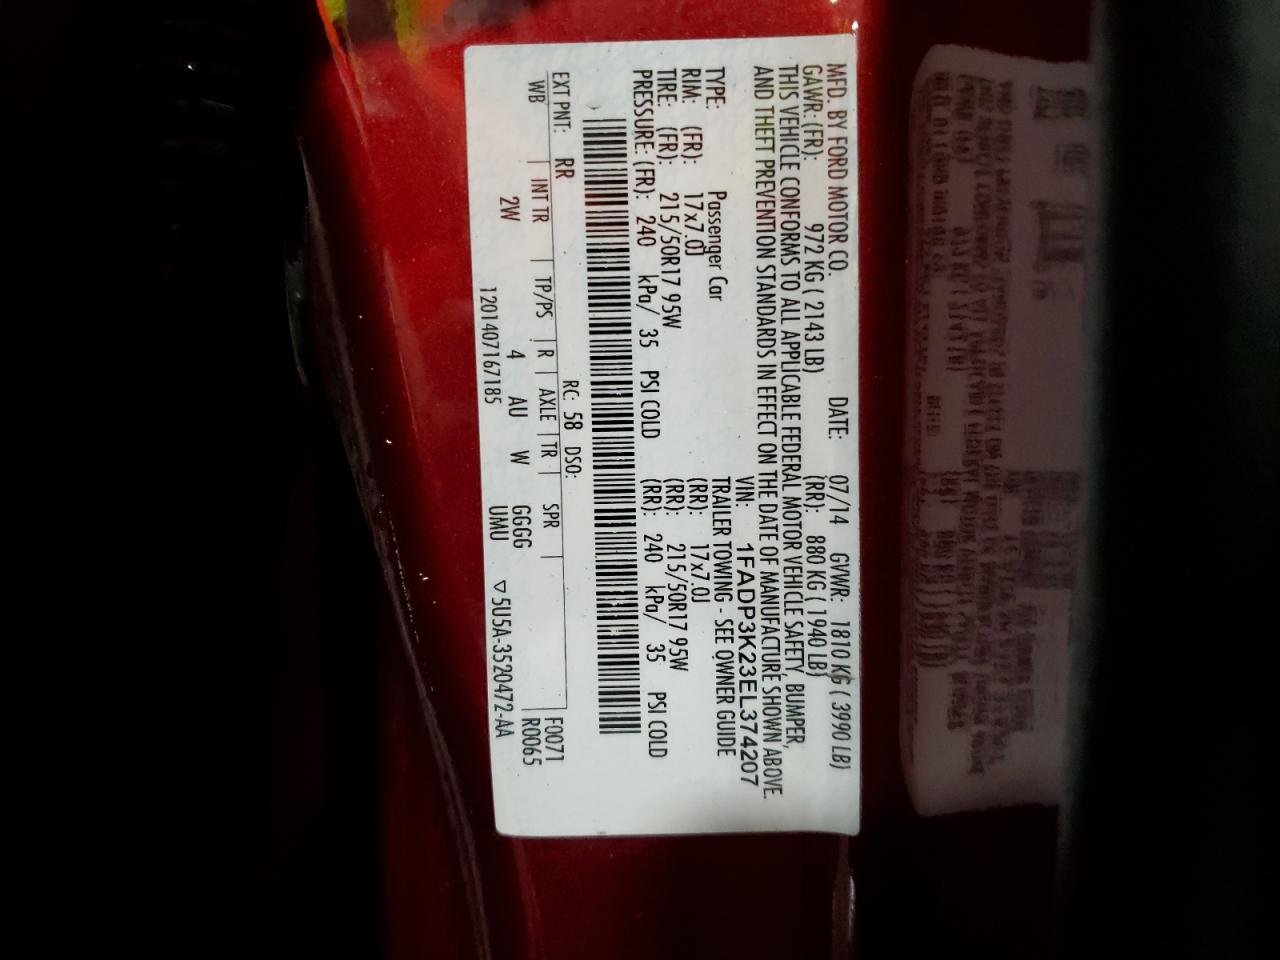 MFD. BY FORD MOTOR CO. DATE: 07/14 GVWR: 1810 KG ( 3990 LB)
GAWR: (FR): 972 KG ( 2143 LB) (RR): 880 KG ( 1940 LB)
THIS VEHICLE CONFORMS TO ALL APPLICABLE FEDERAL MOTOR VEHICLE SAFETY, BUMPER,
AND THEFT PREVENTION STANDARDS IN EFFECT ON THE DATE OF MANUFACTURE SHOWN ABOVE.
VIN: 1FADP3K23EL374207
TYPE: Passenger Car TRAILER TOWING - SEE OWNER GUIDE
RIM: (FR): 17x7.0J (RR): 17x7.0J
TIRE: (FR): 215/50R17 95W (RR): 215/50R17 95W
PRESSURE: (FR): 240 kPa/ 35 PSI COLD (RR): 240 kPa/ 35 PSI COLD
EXT PNT: RR RC: 58 DSO: F0071
WB INT TR TP/PS R AXLE TR SPR R0065
2W 4 AU W GGGG
1201407167185 UMU ▽ 5U5A-3520472-AA